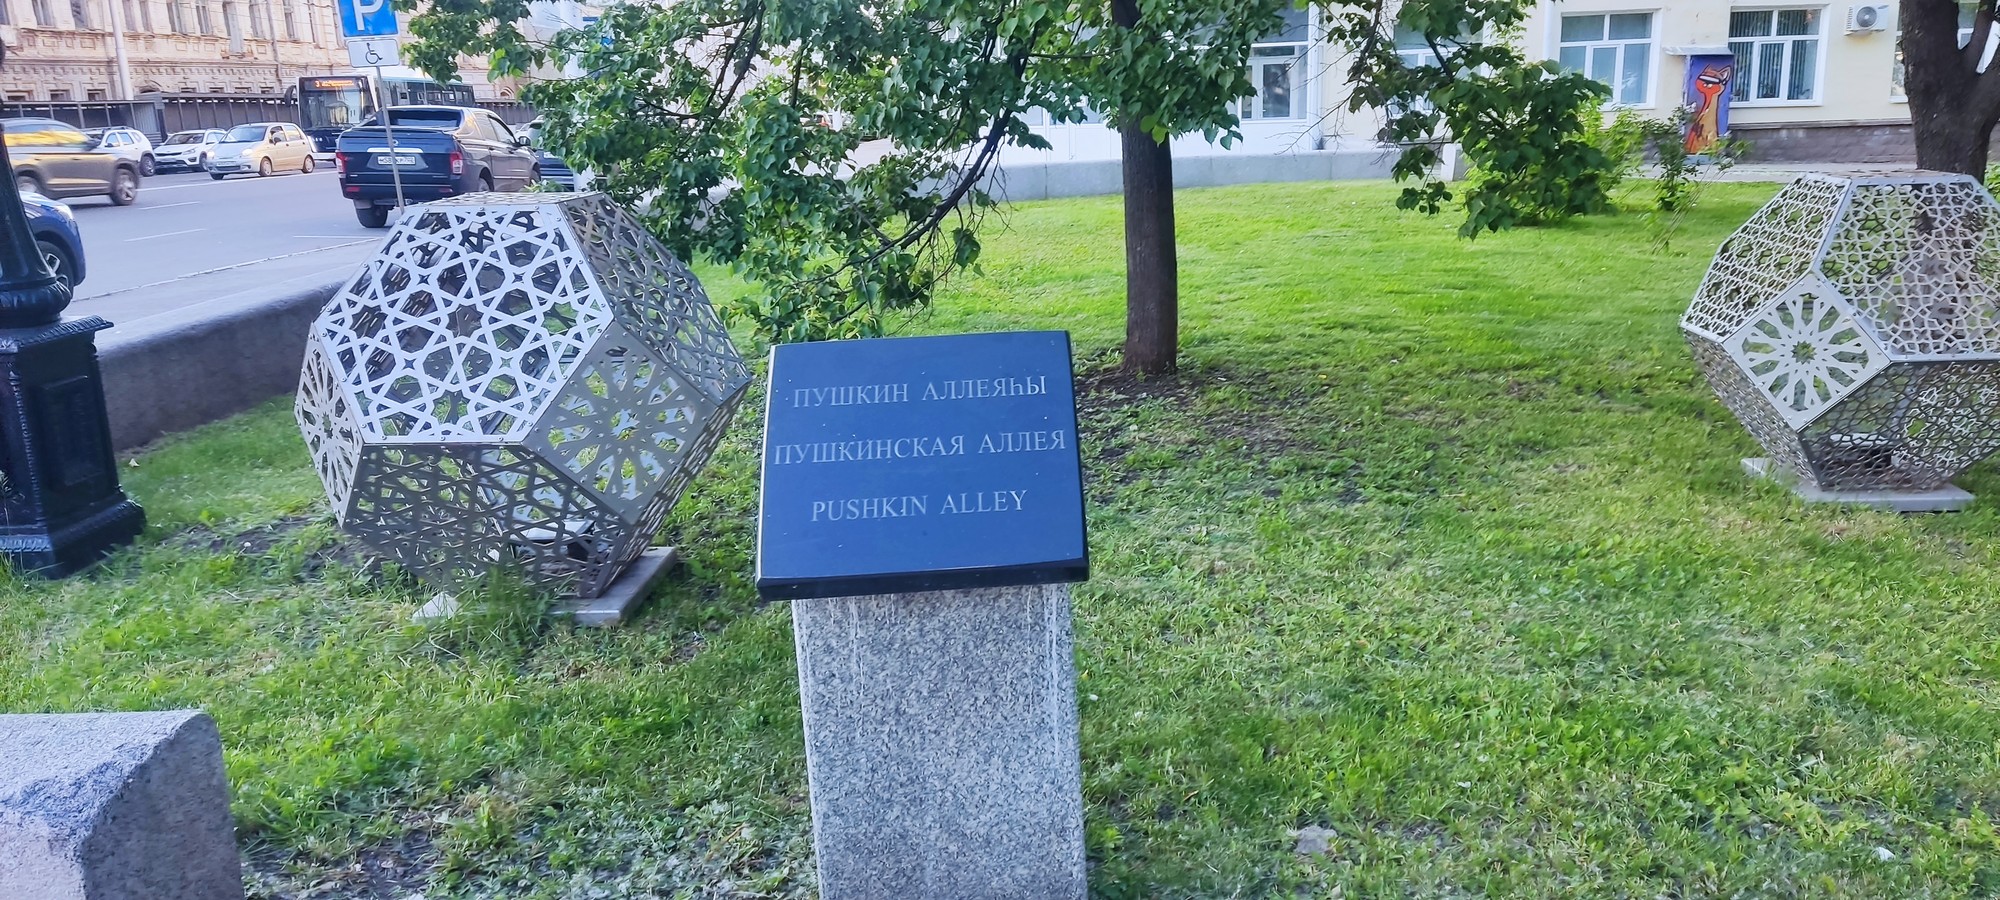 P
ПУШКИН АЛЛЕЯҺЫ
ПУШКИНСКАЯ АЛЛЕЯ
PUSHKIN ALLEY